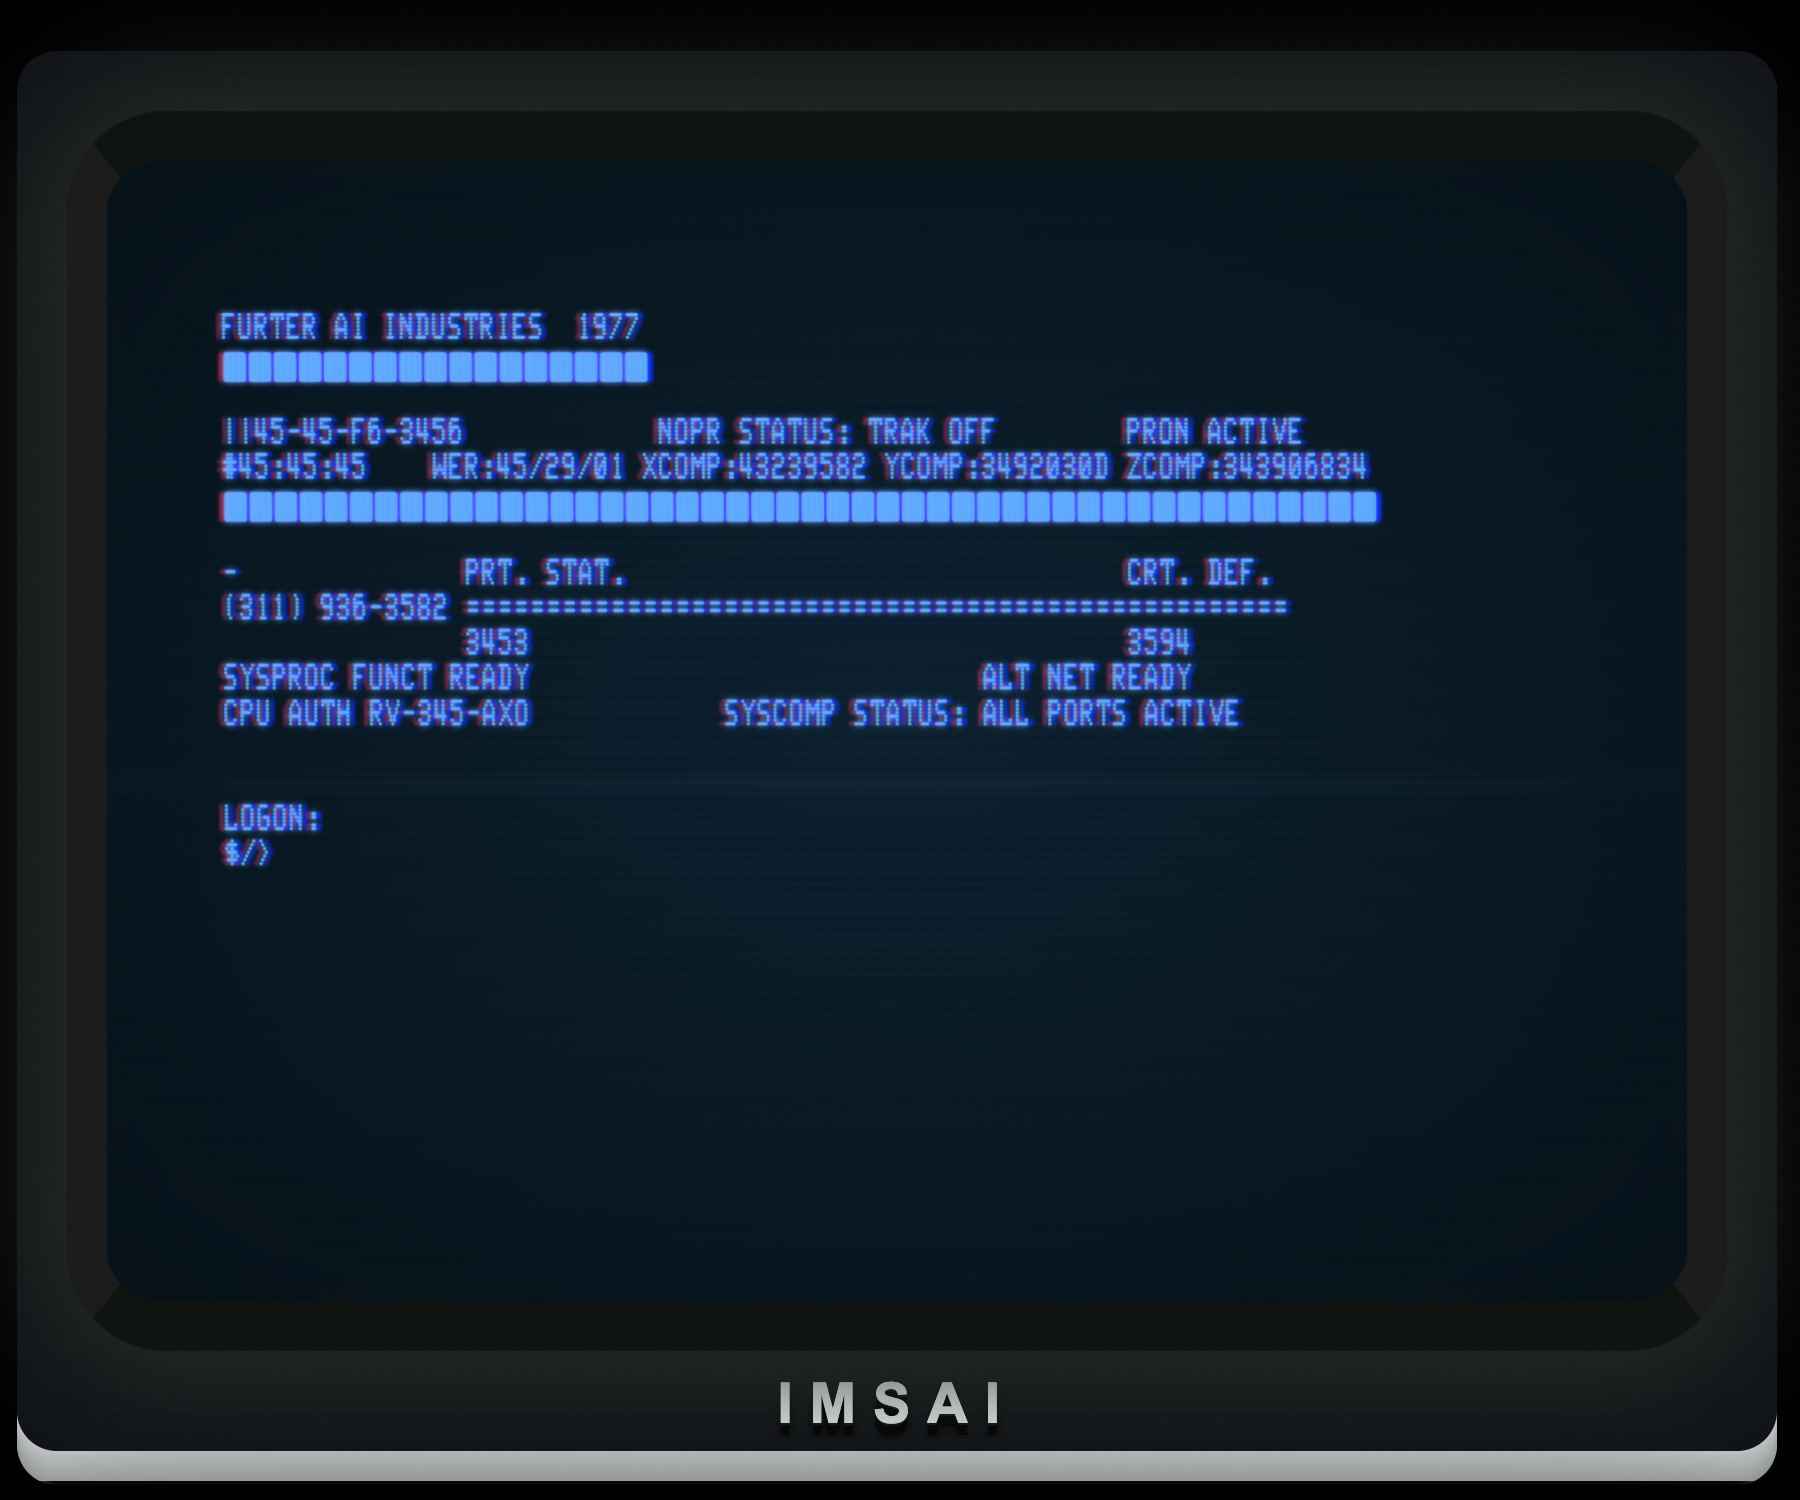 FURTER AI INDUSTRIES  1977
||45-45-F6-3456            NOPR STATUS: TRAK OFF        PRON ACTIVE
#45:45:45    WER:45/29/01 XCOMP:43239582 YCOMP:3492030D ZCOMP:343906834
-              PRT. STAT.                               CRT. DEF.
(311) 936-3582 ===================================================
               3453                                     3594
SYSPROC FUNCT READY                            ALT NET READY
CPU AUTH RV-345-AXO            SYSCOMP STATUS: ALL PORTS ACTIVE
LOGON:
$/>
IMSAI